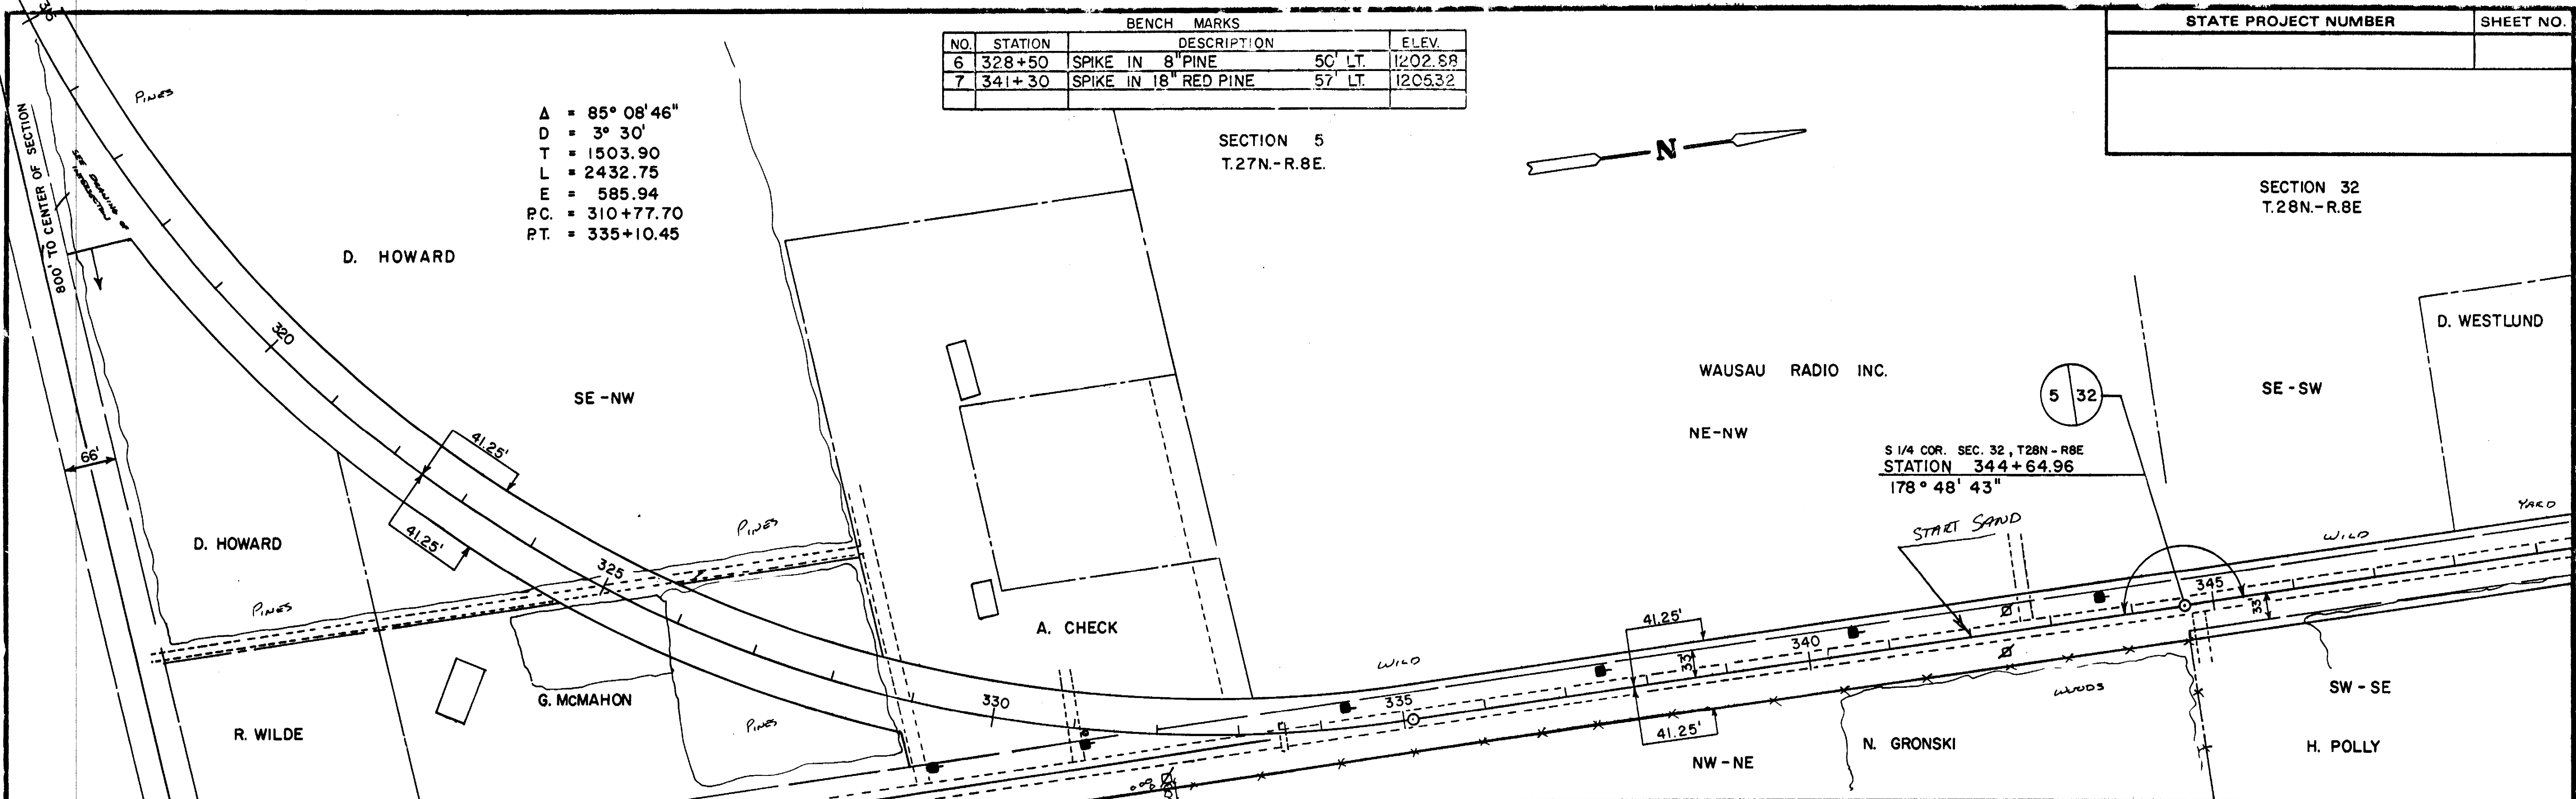 BENCH MARKS
NO. STATION DESCRIPTION ELEV.
6 328+50 SPIKE IN 8" PINE 50' LT. 1202.88
7 341+30 SPIKE IN 18" RED PINE 57' LT. 1205.32
STATE PROJECT NUMBER SHEET NO.
PINES
800' TO CENTER OF SECTION
SEE DRAWING OF
INTERSECTION
Δ = 85° 08' 46"
D = 3° 30'
T = 1503.90
L = 2432.75
E = 585.94
P.C. = 310+77.70
P.T. = 335+10.45
SECTION 5
T.27N.-R.8E.
N
SECTION 32
T.28N.-R.8E
D. HOWARD
320
SE-NW
D. WESTLUND
WAUSAU RADIO INC.
NE-NW
5 32
SE-SW
S 1/4 COR. SEC. 32, T28N-R8E
STATION 344+64.96
178° 48' 43"
66'
41.25'
41.25'
D. HOWARD
PINES
START SAND
WILD
YARD
325
PINES
A. CHECK
41.25'
33'
340
345
33'
WILD
G. MCMAHON
PINES
330
335
WOODS
SW-SE
R. WILDE
41.25'
NW-NE
N. GRONSKI
H. POLLY